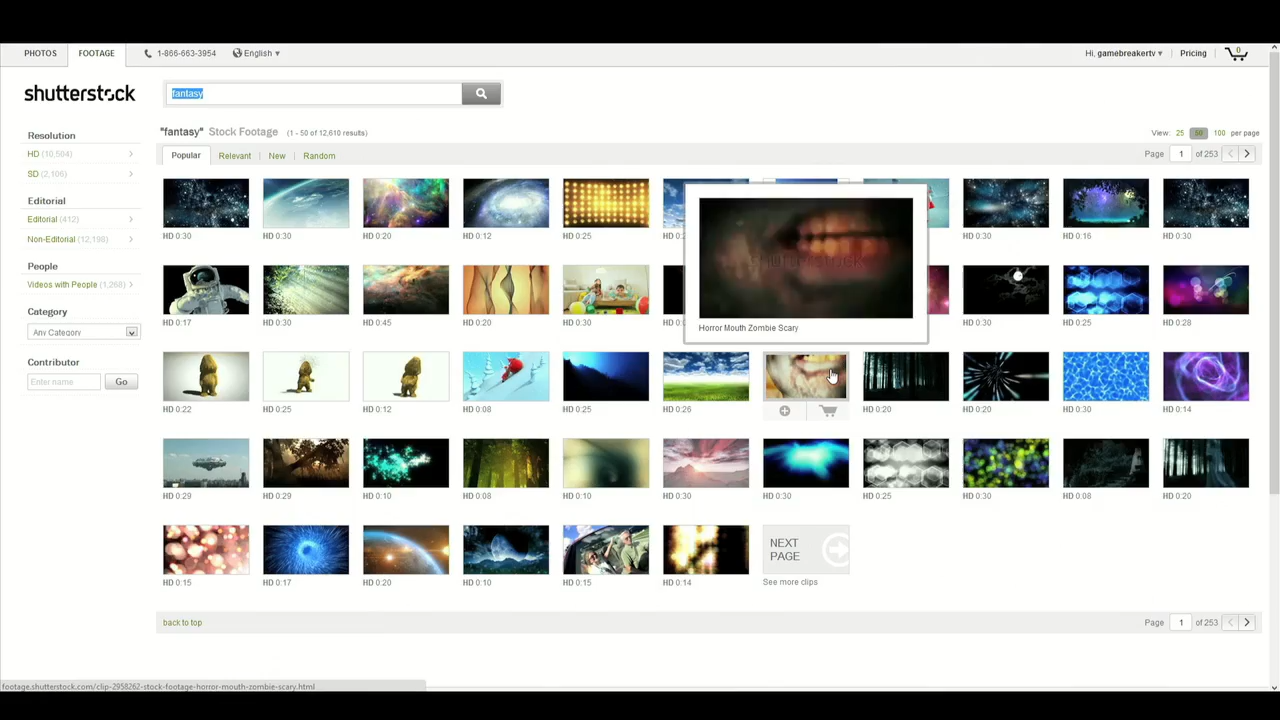 PHOTOS
FOOTAGE
1-866-663-3954
English
Hi, gamebreakertv
Pricing
0
shutterstock
fantasy
Resolution
HD (10,504)
SD (2,106)
Editorial
Editorial (412)
Non-Editorial (12,198)
People
Videos with People (1,268)
Category
Any Category
Contributor
Enter name
Go
"fantasy" Stock Footage (1 - 50 of 12,610 results)
View: 25 50 100 per page
Popular Relevant New Random
Page 1 of 253
HD 0:30
HD 0:30
HD 0:20
HD 0:12
HD 0:25
HD 0:2
HD 0:30
HD 0:16
HD 0:30
shutterstock
Horror Mouth Zombie Scary
HD 0:17
HD 0:30
HD 0:45
HD 0:20
HD 0:30
HD 0:30
HD 0:25
HD 0:28
HD 0:22
HD 0:25
HD 0:12
HD 0:08
HD 0:25
HD 0:26
HD 0:20
HD 0:20
HD 0:30
HD 0:14
HD 0:29
HD 0:29
HD 0:10
HD 0:08
HD 0:10
HD 0:30
HD 0:30
HD 0:25
HD 0:30
HD 0:08
HD 0:20
HD 0:15
HD 0:17
HD 0:20
HD 0:10
HD 0:15
HD 0:14
NEXT
PAGE
See more clips
back to top
Page 1 of 253
footage.shutterstock.com/clip-2958262-stock-footage-horror-mouth-zombie-scary.html